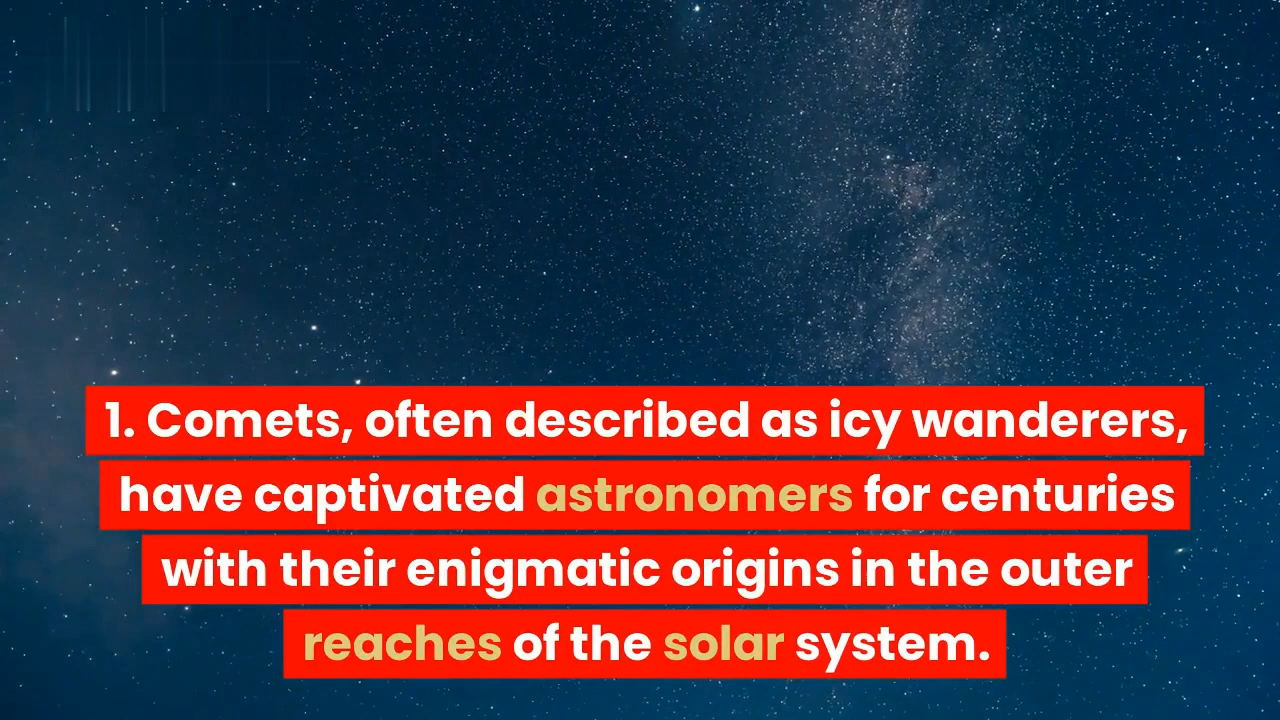 1. Comets, often described as icy wanderers,
have captivated astronomers for centuries
with their enigmatic origins in the outer
reaches of the solar system.